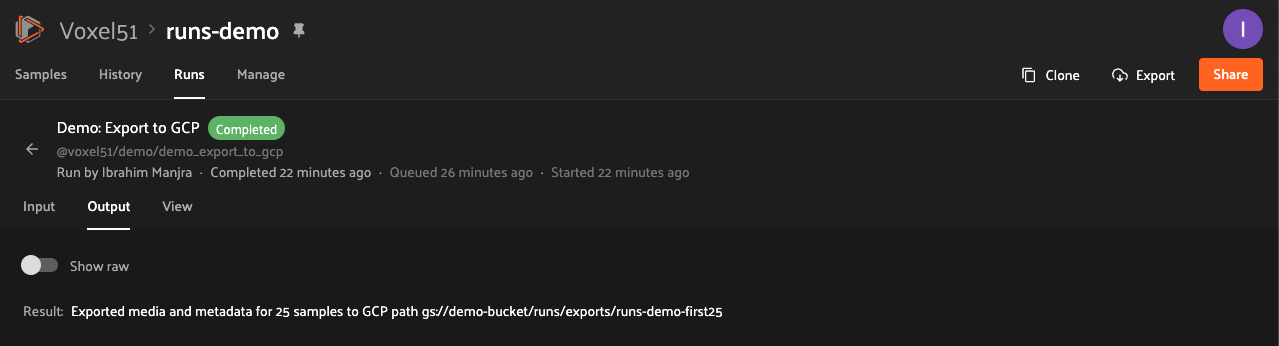 Voxel51 > runs-demo
I
Samples History Runs Manage
Clone Export Share
Demo: Export to GCP Completed
@voxel51/demo/demo_export_to_gcp
Run by Ibrahim Manjra · Completed 22 minutes ago · Queued 26 minutes ago · Started 22 minutes ago
Input Output View
Show raw
Result: Exported media and metadata for 25 samples to GCP path gs://demo-bucket/runs/exports/runs-demo-first25